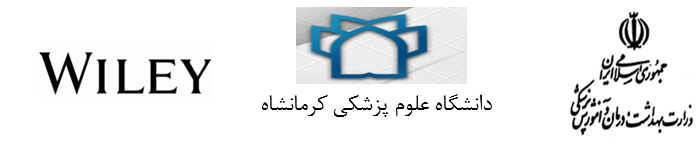 WILEY
دانشگاه علوم پزشکی کرمانشاه
جمهوری اسلامی ایران
وزارت بهداشت درمان و آموزش پزشکی